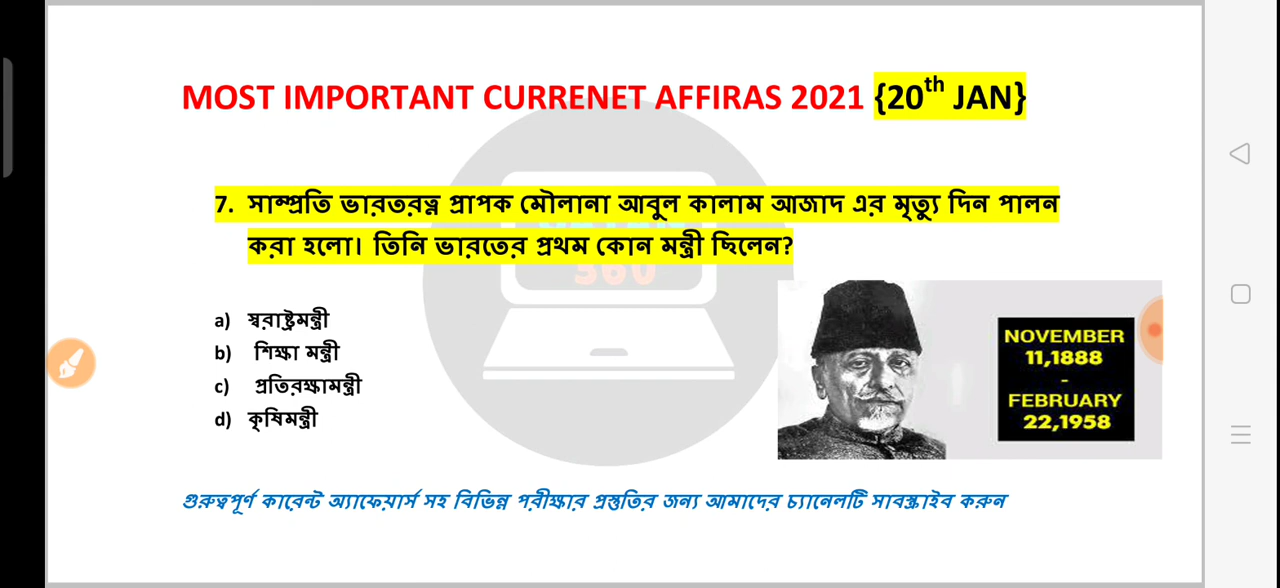 MOST IMPORTANT CURRENET AFFIRAS 2021 {20th JAN}
7. সাম্প্রতি ভারতরত্ন প্রাপক মৌলানা আবুল কালাম আজাদ এর মৃত্যু দিন পালন
করা হলো। তিনি ভারতের প্রথম কোন মন্ত্রী ছিলেন?
360
a) স্বরাষ্ট্রমন্ত্রী
b) শিক্ষা মন্ত্রী
c) প্রতিরক্ষামন্ত্রী
d) কৃষিমন্ত্রী
NOVEMBER
11,1888
-
FEBRUARY
22,1958
গুরুত্বপূর্ণ কারেন্ট অ্যাফেয়ার্স সহ বিভিন্ন পরীক্ষার প্রস্তুতির জন্য আমাদের চ্যানেলটি সাবস্ক্রাইব করুন